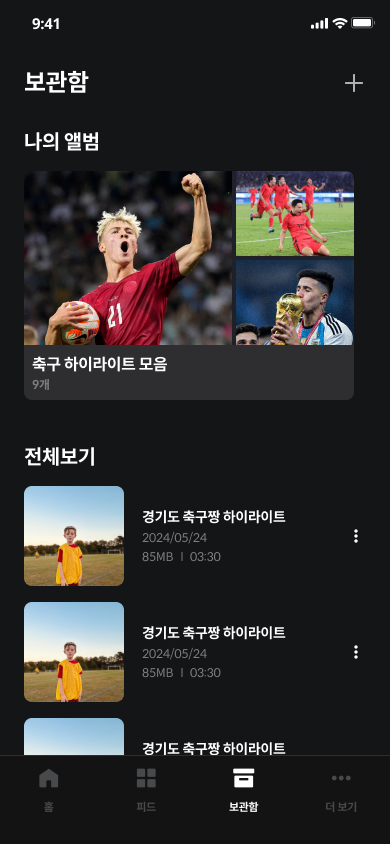 9:41
보관함
나의 앨범
21
축구 하이라이트 모음
9개
전체보기
경기도 축구짱 하이라이트
2024/05/24
85MB | 03:30
경기도 축구짱 하이라이트
2024/05/24
85MB | 03:30
경기도 축구짱 하이라이트
홈
피드
보관함
더 보기